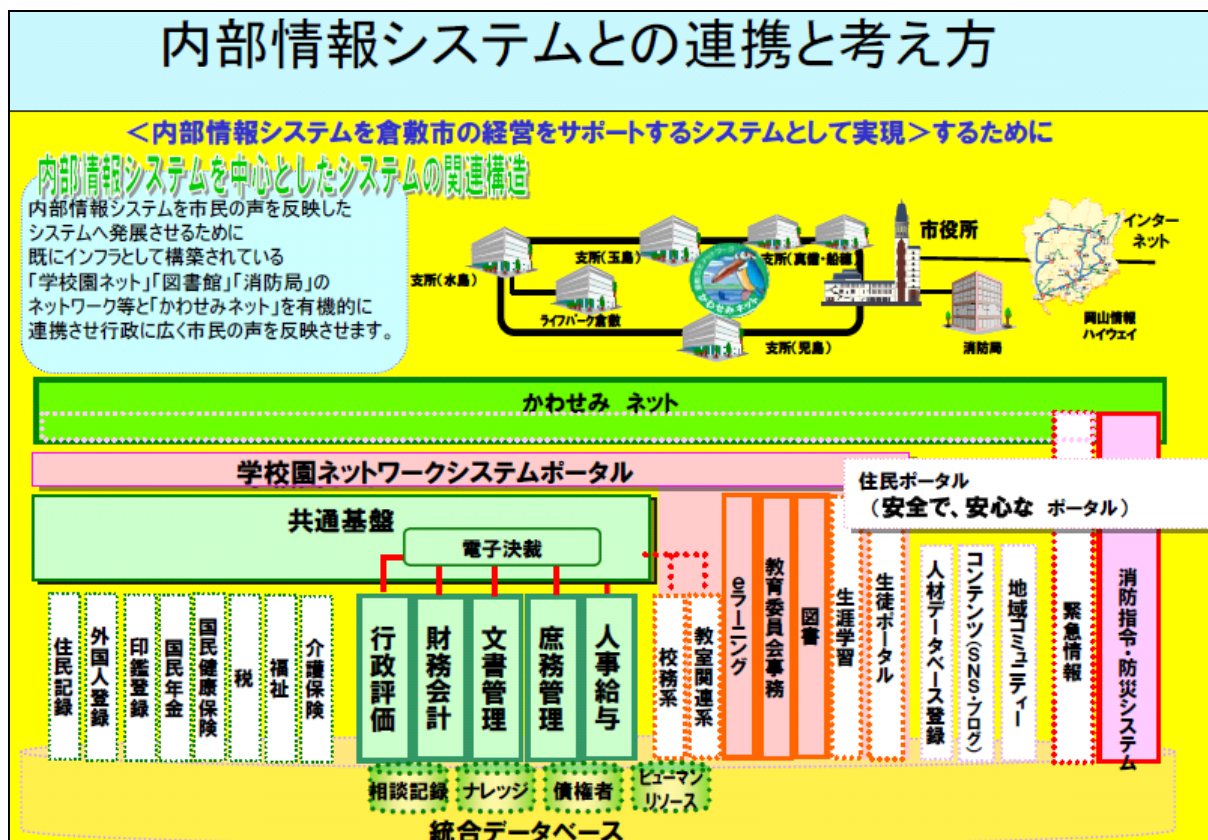 内部情報システムとの連携と考え方
＜内部情報システムを倉敷市の経営をサポートするシステムとして実現＞するために
内部情報システムを中心としたシステムの関連構造
内部情報システムを市民の声を反映した
システムへ発展させるために
既にインフラとして構築されている
「学校園ネット」「図書館」「消防局」の
ネットワーク等と「かわせみネット」を有機的に
連携させ行政に広く市民の声を反映させます。
支所(水島)
支所(玉島)
支所(真備・船穂)
市役所
インター
ネット
ライフパーク倉敷
かわせみネット
支所(児島)
消防局
岡山情報
ハイウェイ
かわせみ ネット
学校園ネットワークシステムポータル
住民ポータル
（安全で、安心な ポータル）
共通基盤
電子決裁
住民記録
外国人登録
印鑑登録
国民年金
国民健康保険
税
福祉
介護保険
行政評価
財務会計
文書管理
庶務管理
人事給与
校務系
教室関連系
eラーニング
教育委員会事務
図書
生涯学習
生徒ポータル
人材データベース登録
コンテンツ(SNS・ブログ)
地域コミュニティー
緊急情報
消防指令・防災システム
相談記録
ナレッジ
債権者
ヒューマン
リソース
統合データベース